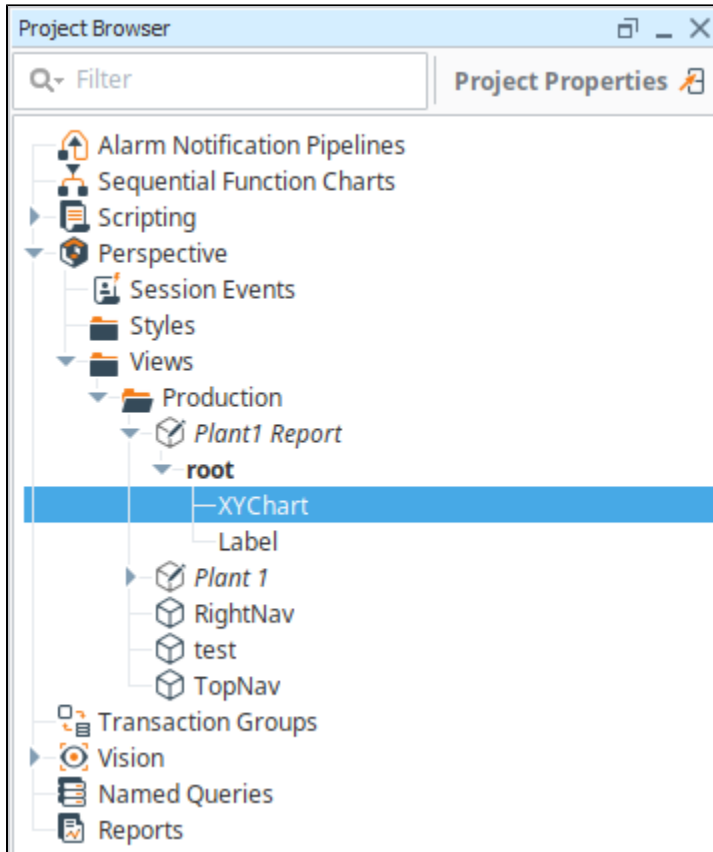 Project Browser
Filter Project Properties
Alarm Notification Pipelines
Sequential Function Charts
Scripting
Perspective
Session Events
Styles
Views
Production
Plant1 Report
root
XYChart
Label
Plant 1
RightNav
test
TopNav
Transaction Groups
Vision
Named Queries
Reports